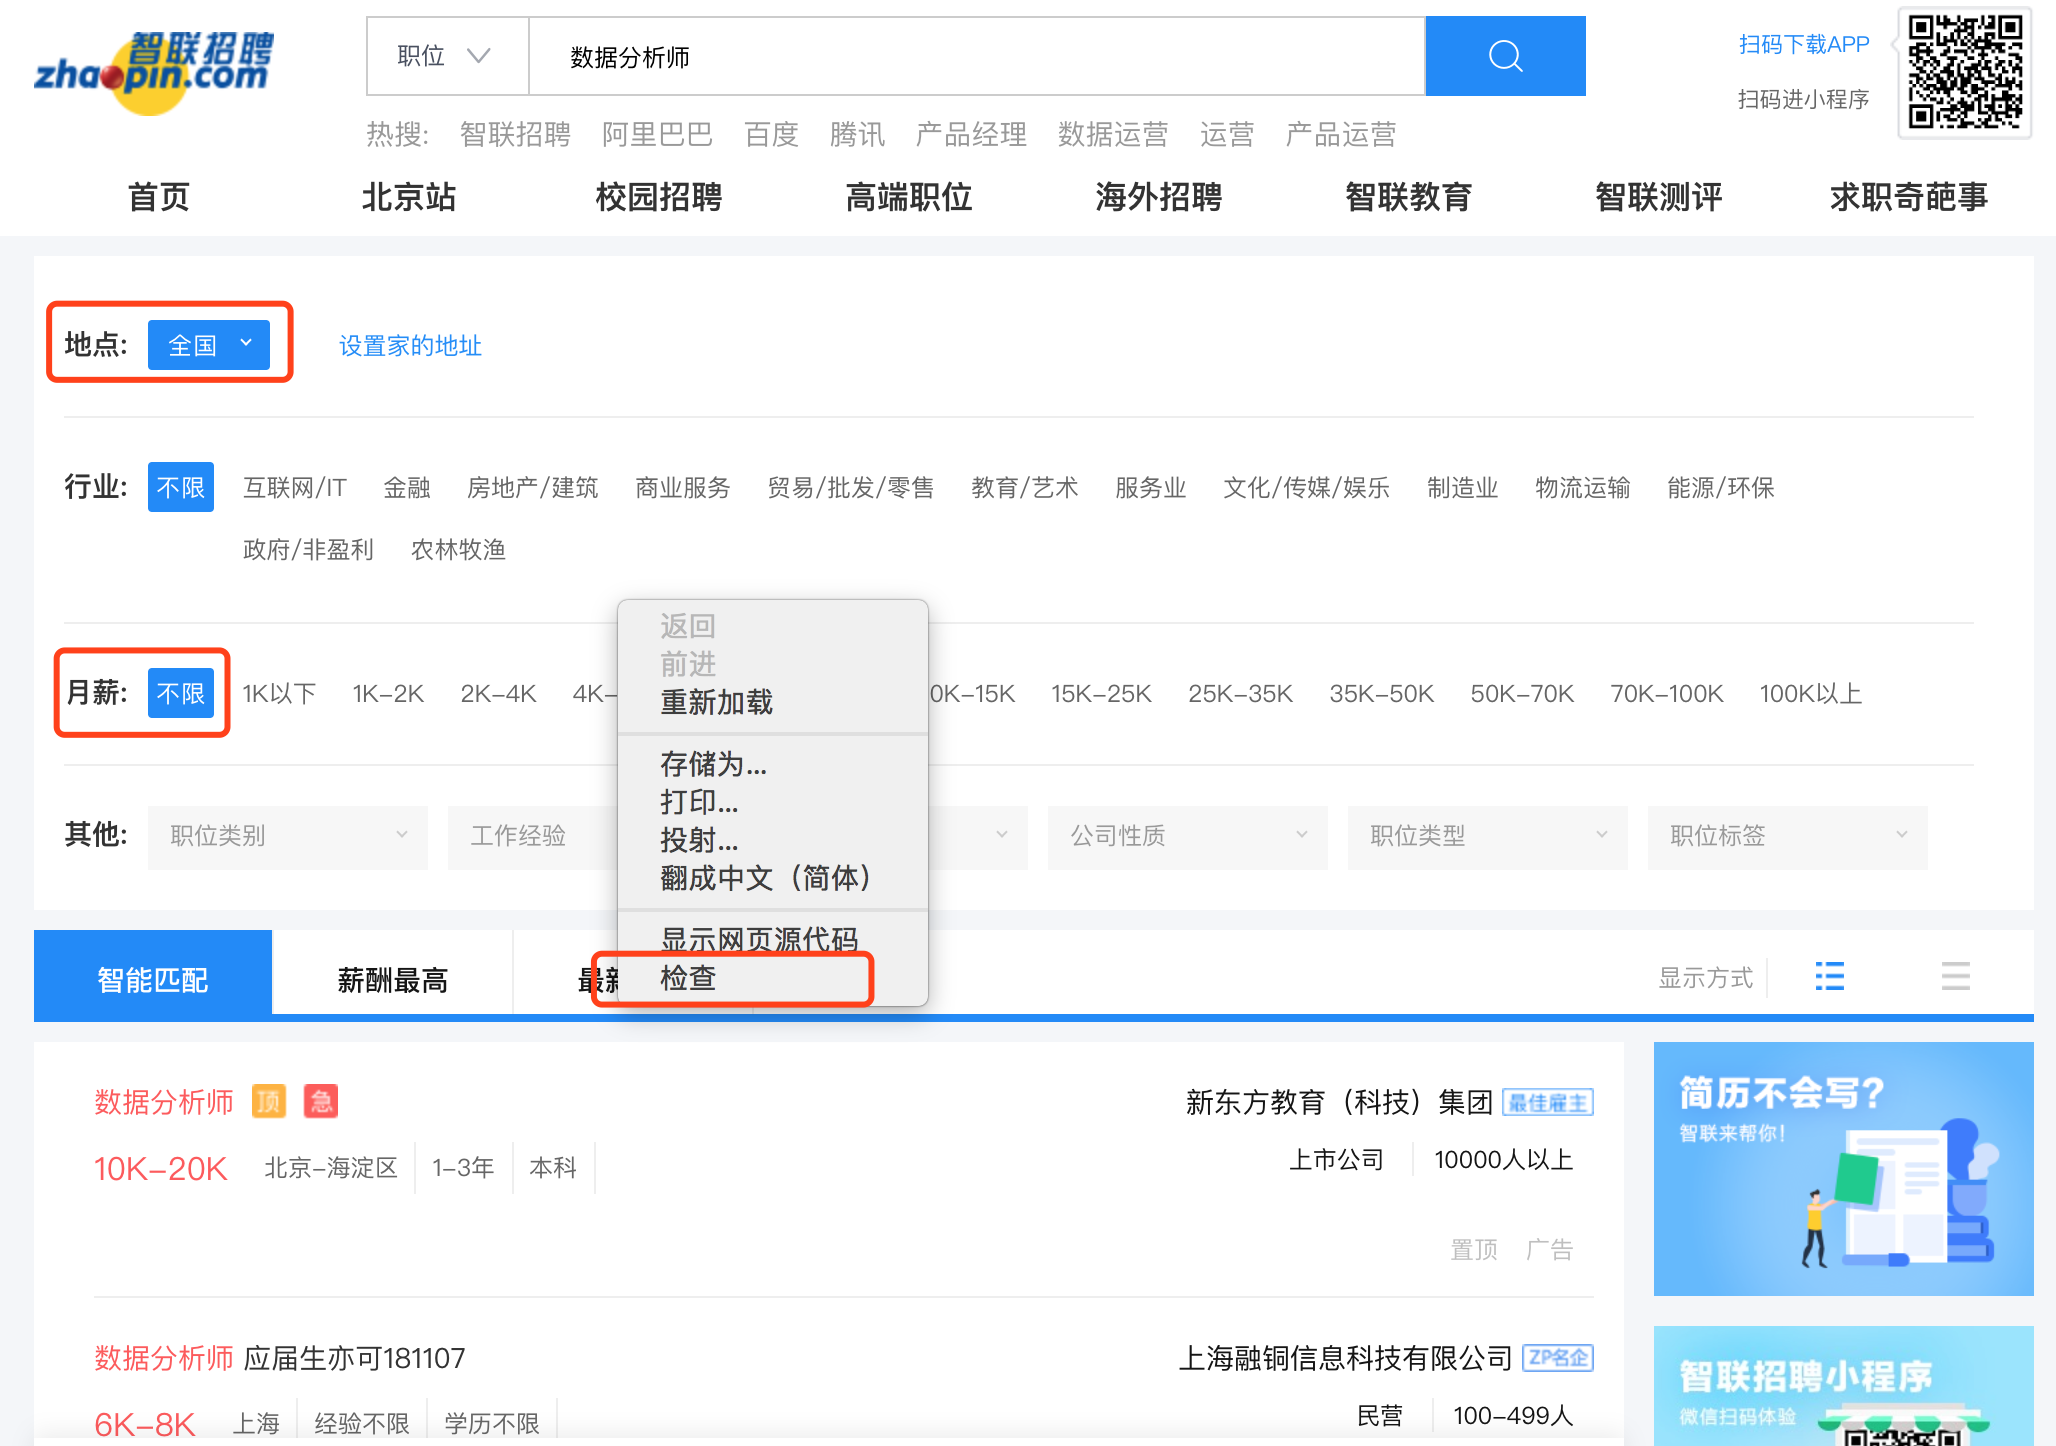 智联招聘
zhaopin.com
职位
数据分析师
扫码下载APP
扫码进小程序
热搜: 智联招聘 阿里巴巴 百度 腾讯 产品经理 数据运营 运营 产品运营
首页 北京站 校园招聘 高端职位 海外招聘 智联教育 智联测评 求职奇葩事
地点: 全国 设置家的地址
行业: 不限 互联网/IT 金融 房地产/建筑 商业服务 贸易/批发/零售 教育/艺术 服务业 文化/传媒/娱乐 制造业 物流运输 能源/环保
政府/非盈利 农林牧渔
月薪: 不限 1K以下 1K-2K 2K-4K 4K- 0K-15K 15K-25K 25K-35K 35K-50K 50K-70K 70K-100K 100K以上
其他: 职位类别 工作经验 公司性质 职位类型 职位标签
返回
前进
重新加载
存储为...
打印...
投射...
翻成中文（简体）
显示网页源代码
检查
智能匹配 薪酬最高 最新 显示方式
数据分析师 顶 急 新东方教育（科技）集团 最佳雇主
10K-20K 北京-海淀区 1-3年 本科 上市公司 10000人以上
置顶 广告
数据分析师 应届生亦可181107 上海融铜信息科技有限公司 ZP名企
6K-8K 上海 经验不限 学历不限 民营 100-499人
简历不会写?
智联来帮你!
智联招聘小程序
微信扫码体验